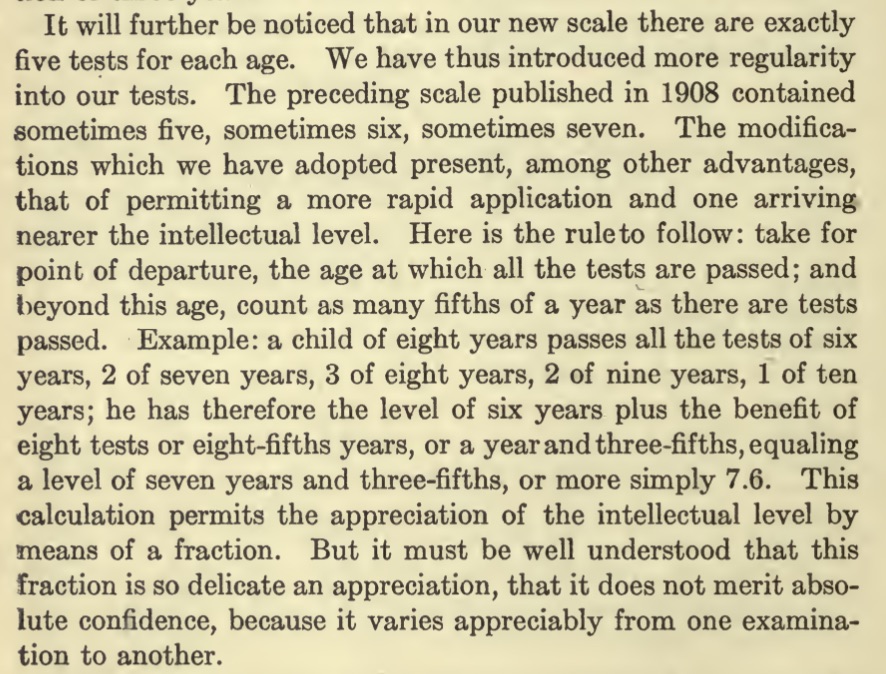 It will further be noticed that in our new scale there are exactly
five tests for each age. We have thus introduced more regularity
into our tests. The preceding scale published in 1908 contained
sometimes five, sometimes six, sometimes seven. The modifica-
tions which we have adopted present, among other advantages,
that of permitting a more rapid application and one arriving
nearer the intellectual level. Here is the rule to follow: take for
point of departure, the age at which all the tests are passed; and
beyond this age, count as many fifths of a year as there are tests
passed. Example: a child of eight years passes all the tests of six
years, 2 of seven years, 3 of eight years, 2 of nine years, 1 of ten
years; he has therefore the level of six years plus the benefit of
eight tests or eight-fifths years, or a year and three-fifths, equaling
a level of seven years and three-fifths, or more simply 7.6. This
calculation permits the appreciation of the intellectual level by
means of a fraction. But it must be well understood that this
fraction is so delicate an appreciation, that it does not merit abso-
lute confidence, because it varies appreciably from one examina-
tion to another.